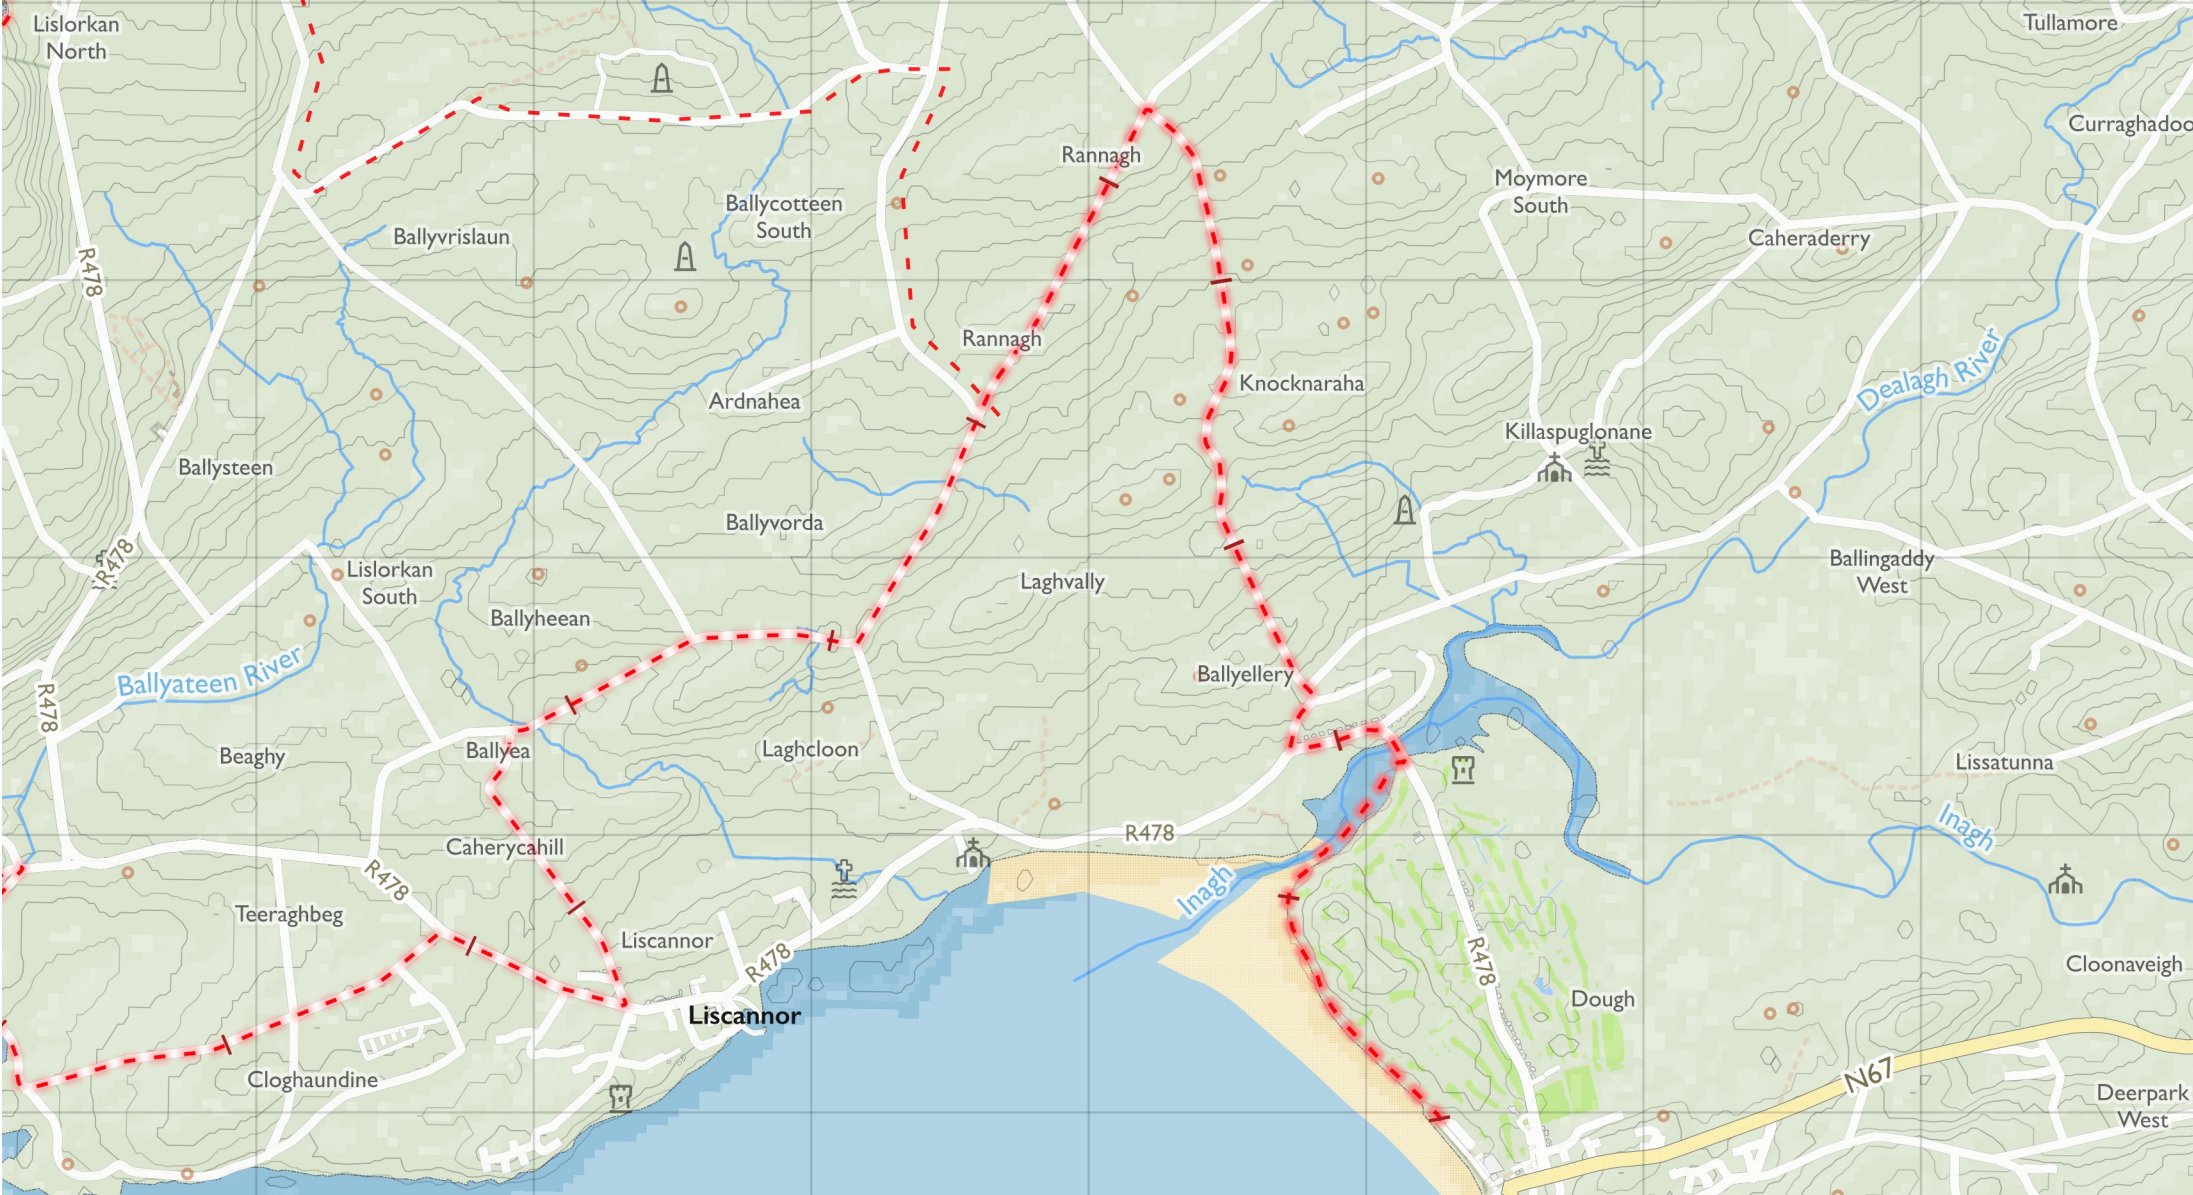 Lislorkan
North
Tullamore
Curraghadoo
Rannagh
Moymore
South
Ballycotteen
South
Ballyvrislaun
Caheraderry
R478
Rannagh
Dealagh River
Knocknaraha
Ardnahea
Killaspuglonane
Ballysteen
Ballyvorda
R478
Lislorkan
South
Laghvally
Ballingaddy
West
Ballyheean
Ballyateen River
Ballyellery
R478
Beaghy
Ballyea
Laghcloon
Lissatunna
Inagh
R478
Caherycahill
R478
Inagh
Teeraghbeg
Liscannor
R478
R478
Cloonaveigh
Dough
Liscannor
Cloghaundine
N67
Deerpark
West